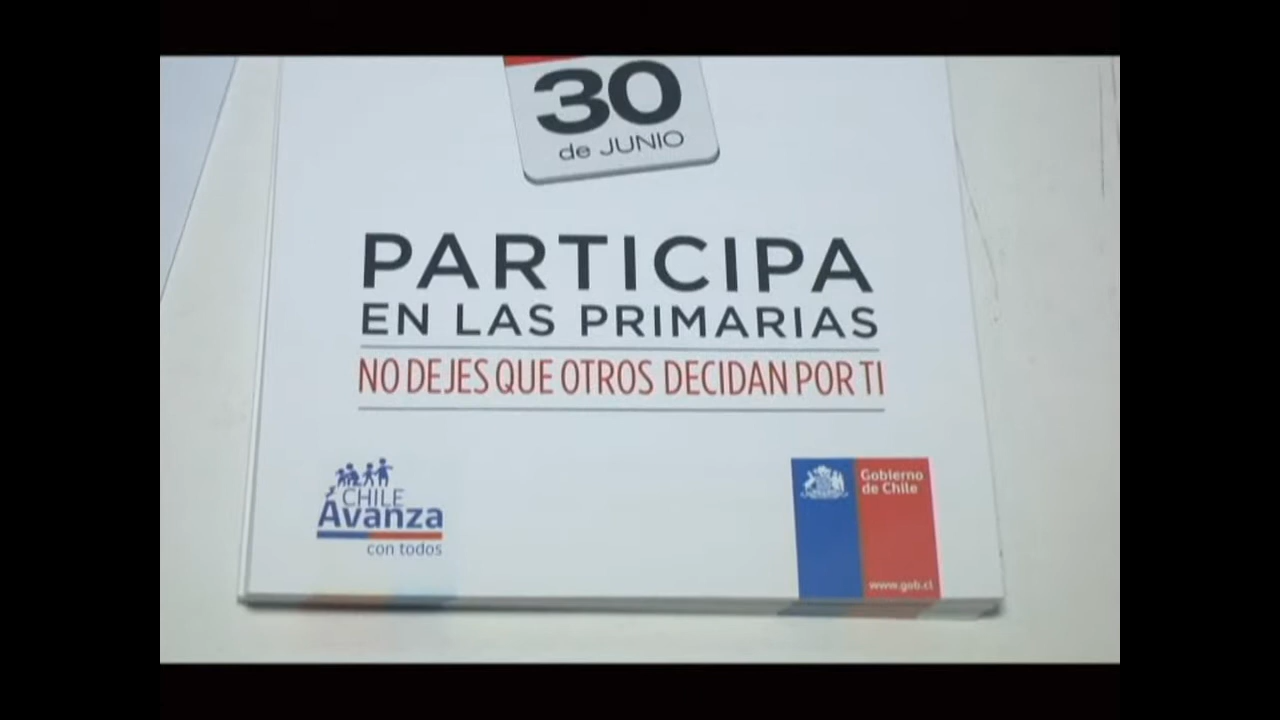 30
de JUNIO
PARTICIPA
EN LAS PRIMARIAS
NO DEJES QUE OTROS DECIDAN POR TI
CHILE
Avanza
con todos
Gobierno
de Chile
www.gob.cl